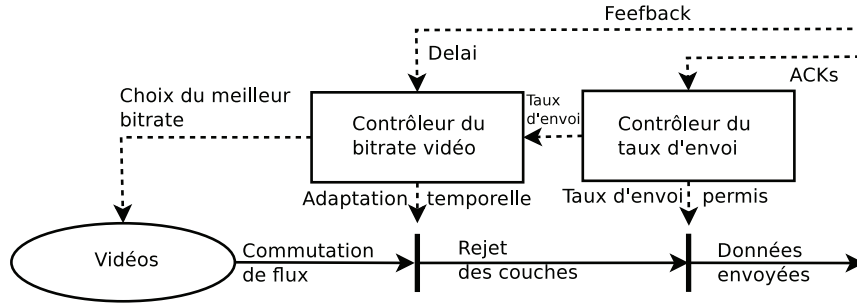 Feefback
Delai
ACKs
Choix du meilleur
bitrate
Contrôleur du
bitrate vidéo
Taux
d'envoi
Contrôleur du
taux d'envoi
Adaptation temporelle
Taux d'envoi permis
Vidéos
Commutation
de flux
Rejet
des couches
Données
envoyées